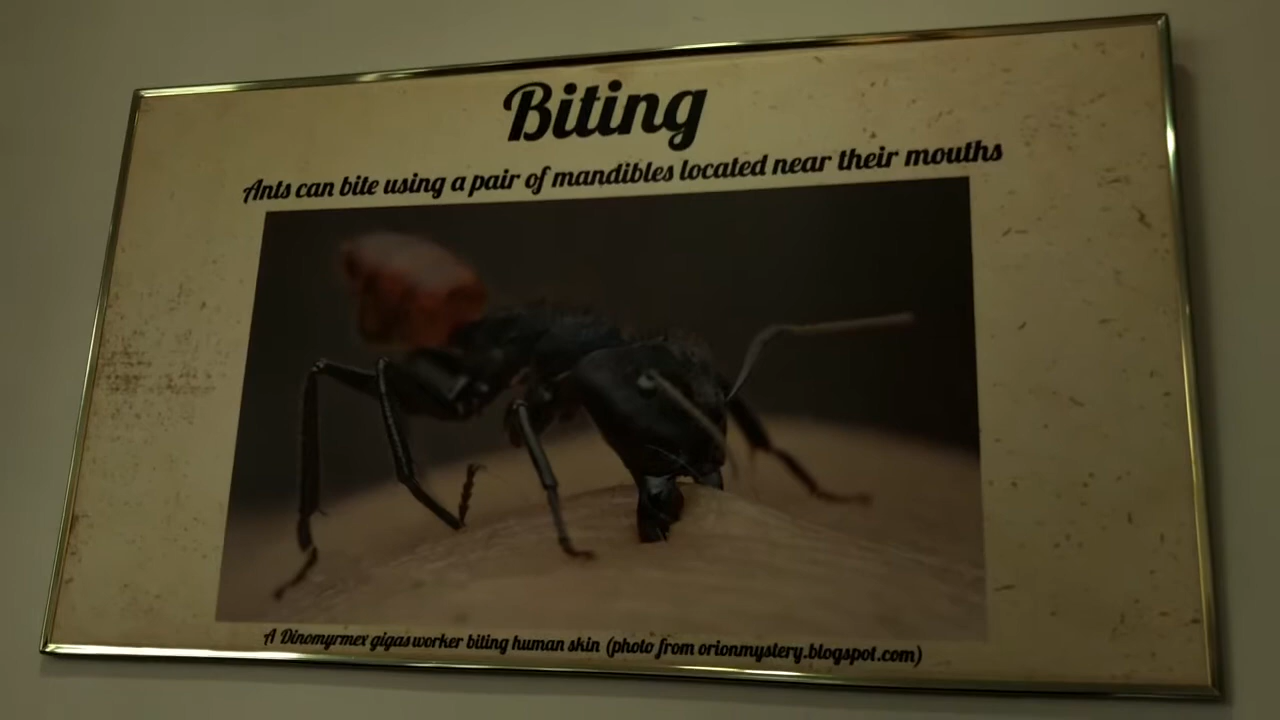 Biting
Ants can bite using a pair of mandibles located near their mouths
A Dinomyrmex gigas worker biting human skin (photo from orionmystery.blogspot.com)